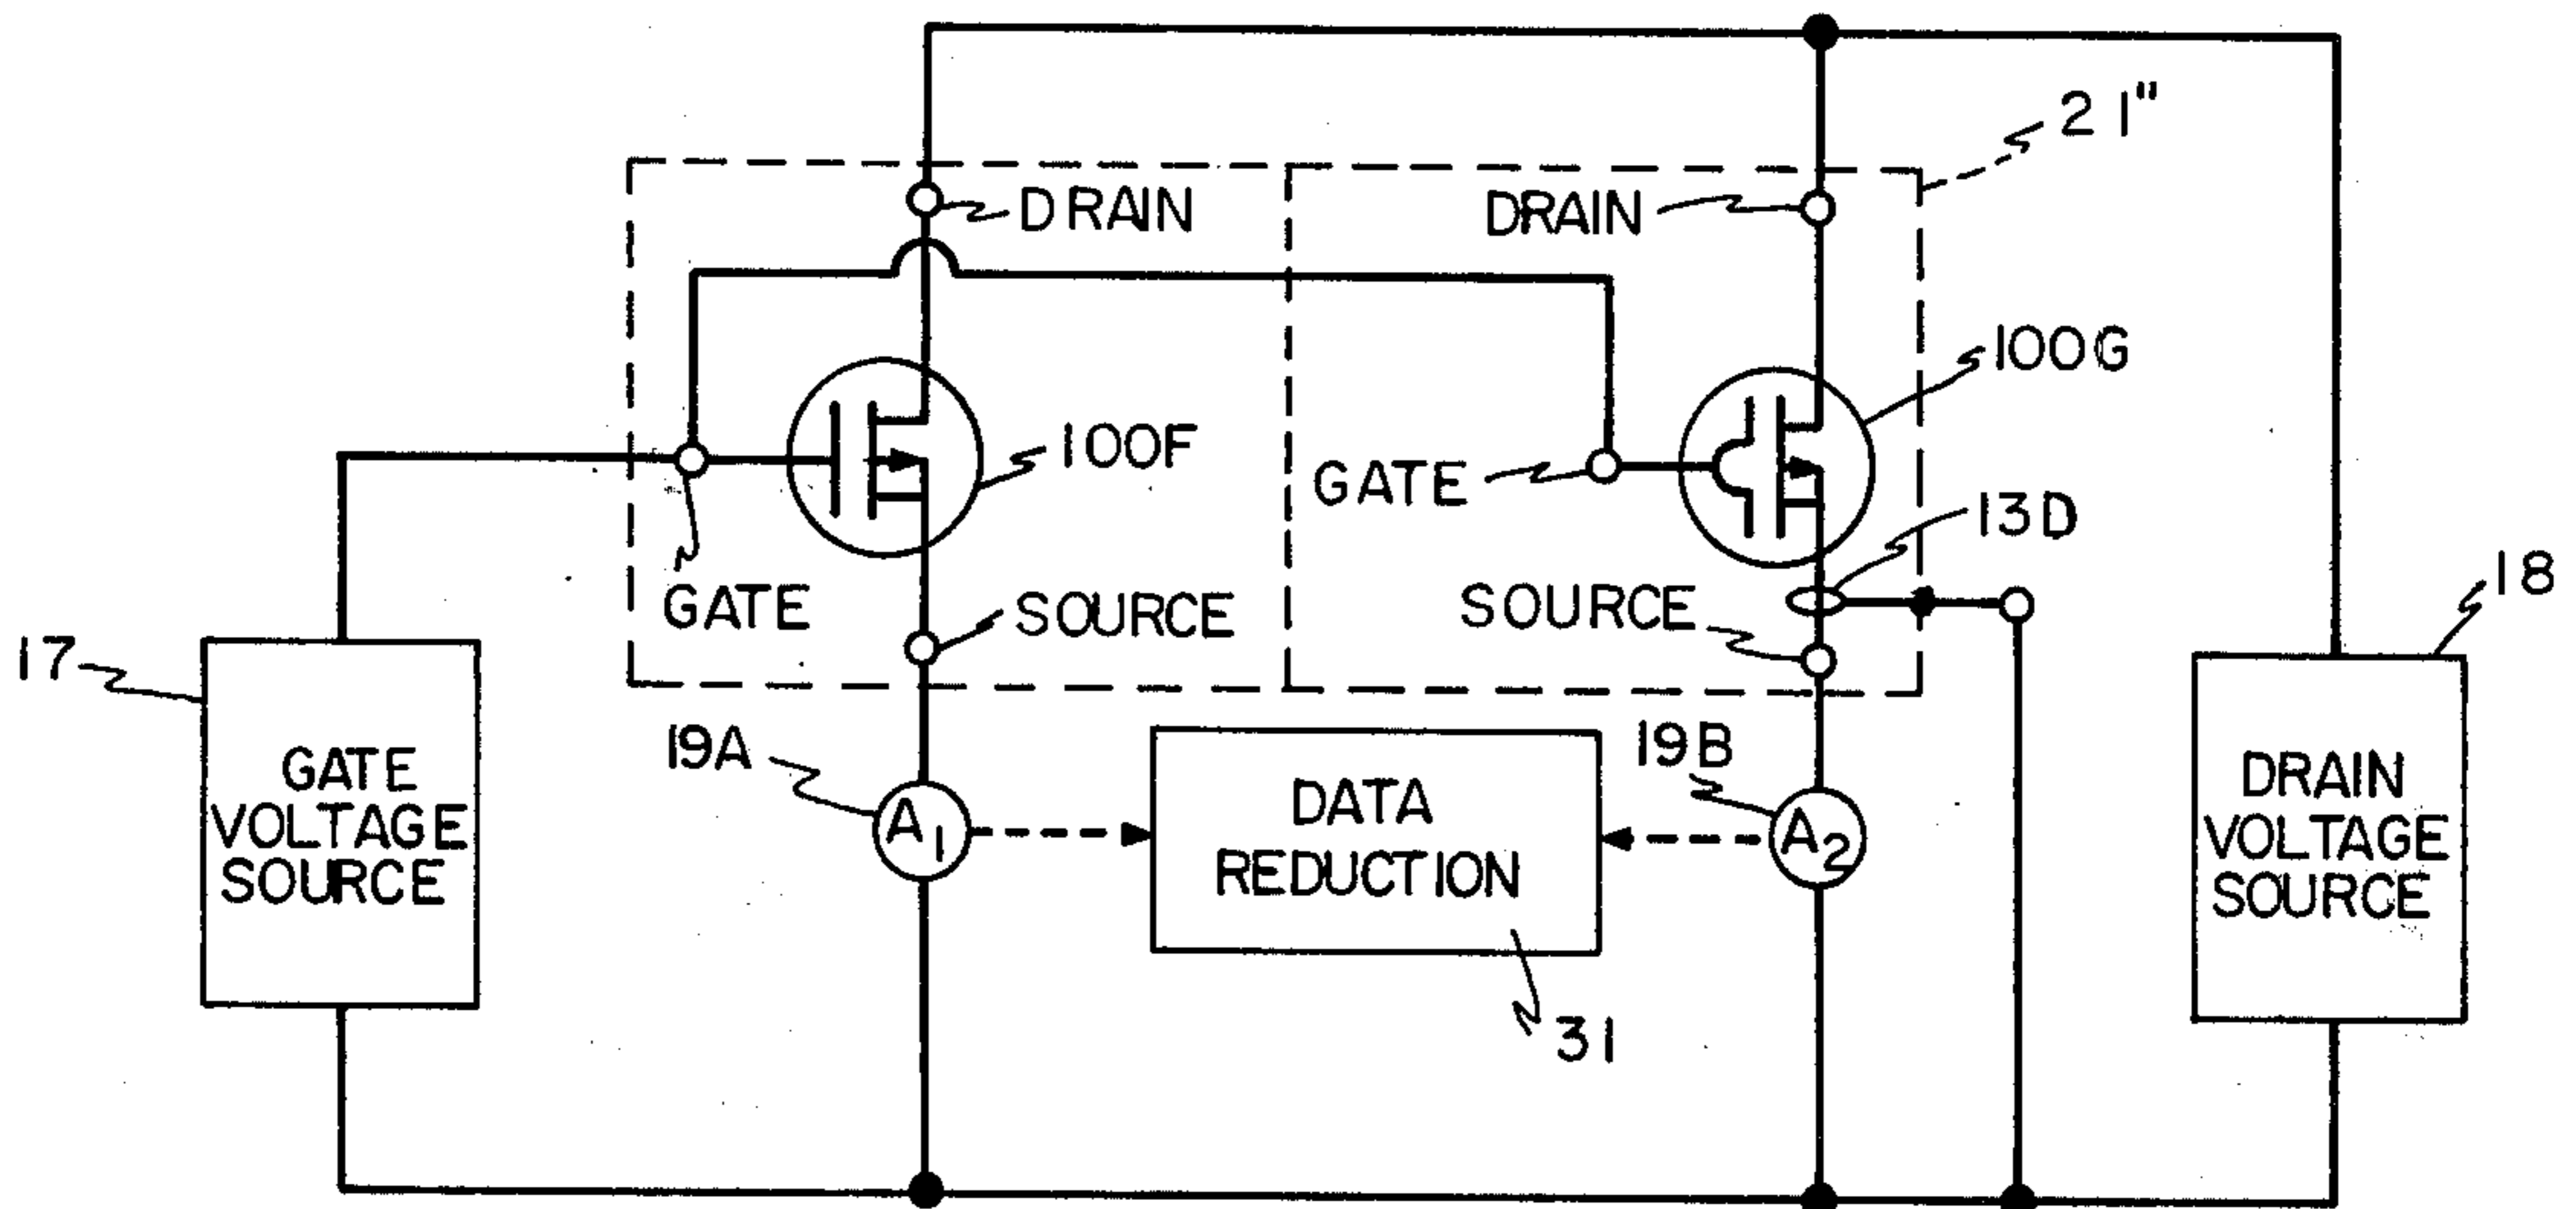 21"
DRAIN
DRAIN
100G
100F
GATE
13D
18
GATE
SOURCE
SOURCE
17
19A
19B
GATE
VOLTAGE
SOURCE
A1
DATA
REDUCTION
A2
DRAIN
VOLTAGE
SOURCE
31